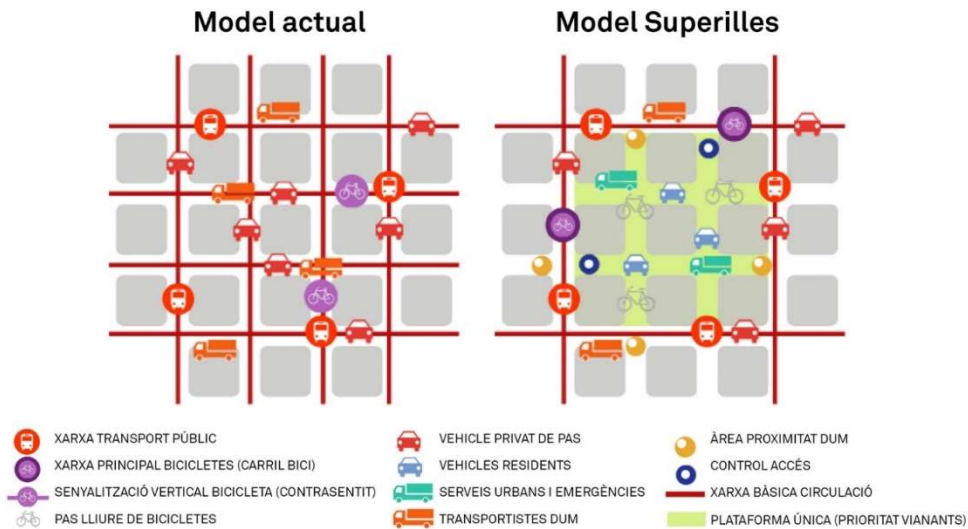 Model actual
Model Superilles
XARXA TRANSPORT PÚBLIC
XARXA PRINCIPAL BICICLETES (CARRIL BICI)
SENYALITZACIÓ VERTICAL BICICLETA (CONTRASENTIT)
PAS LLIURE DE BICICLETES
VEHICLE PRIVAT DE PAS
VEHICLES RESIDENTS
SERVEIS URBANS I EMERGÈNCIES
TRANSPORTISTES DUM
ÀREA PROXIMITAT DUM
CONTROL ACCÉS
XARXA BÀSICA CIRCULACIÓ
PLATAFORMA ÚNICA (PRIORITAT VIANANTS)